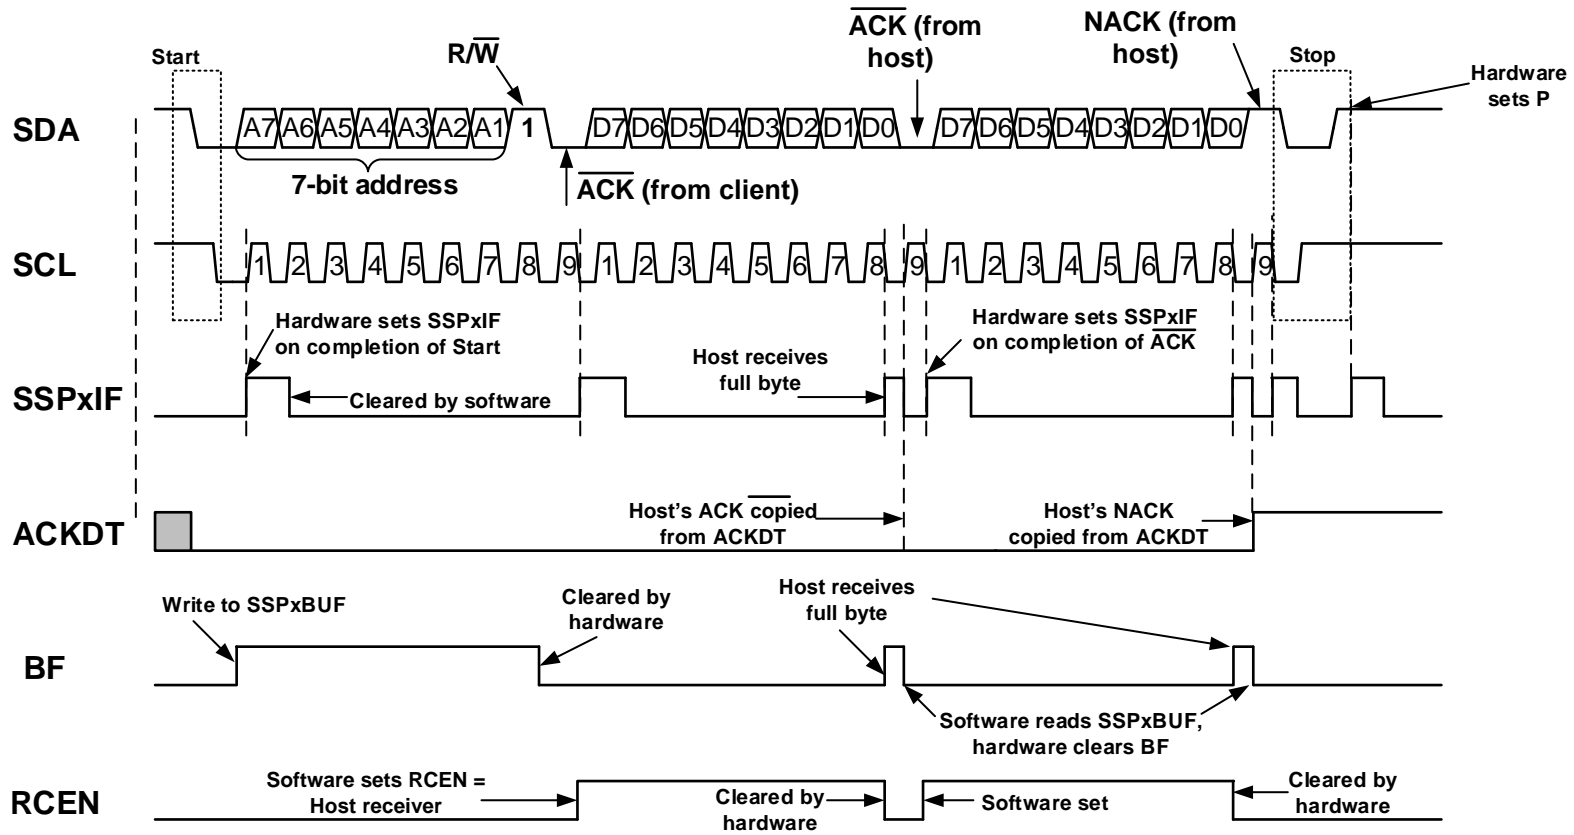 ACK (from
host)
NACK (from
host)
Start
R/W
Stop
Hardware
sets P
SDA
A7 A6 A5 A4 A3 A2 A1 1 D7 D6 D5 D4 D3 D2 D1 D0 D7 D6 D5 D4 D3 D2 D1 D0
7-bit address
ACK (from client)
SCL
1 2 3 4 5 6 7 8 9 1 2 3 4 5 6 7 8 9 1 2 3 4 5 6 7 8 9
Hardware sets SSPxIF
on completion of Start
Host receives
full byte
Hardware sets SSPxIF
on completion of ACK
SSPxIF
Cleared by software
ACKDT
Host's ACK copied
from ACKDT
Host's NACK
copied from ACKDT
Write to SSPxBUF
Cleared by
hardware
Host receives
full byte
BF
Software reads SSPxBUF,
hardware clears BF
RCEN
Software sets RCEN =
Host receiver
Cleared by
hardware
Software set
Cleared by
hardware